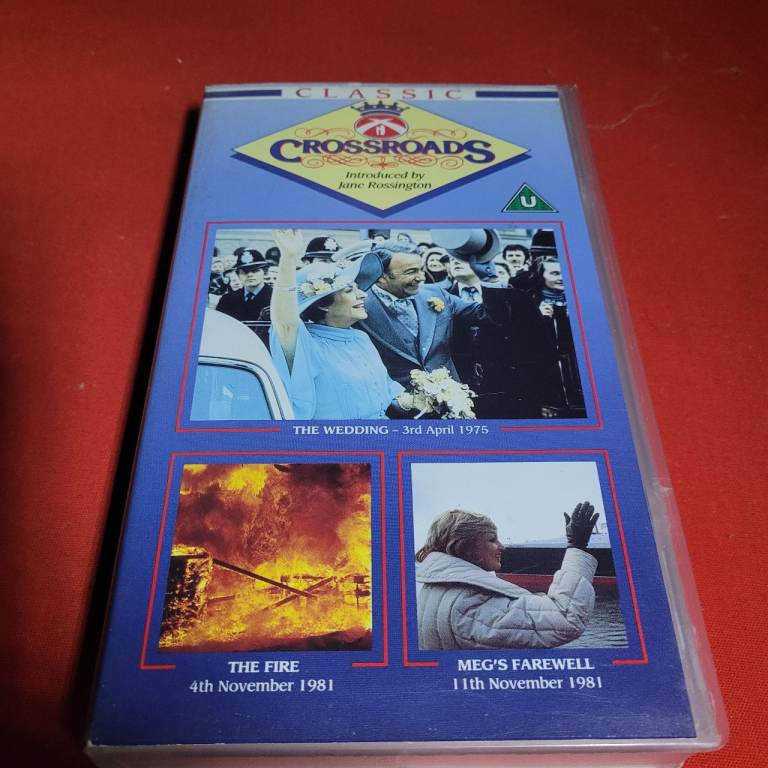 CLASSIC
CROSSROADS
Introduced by
Jane Rossington
U
THE WEDDING – 3rd April 1975
THE FIRE
4th November 1981
MEG'S FAREWELL
11th November 1981